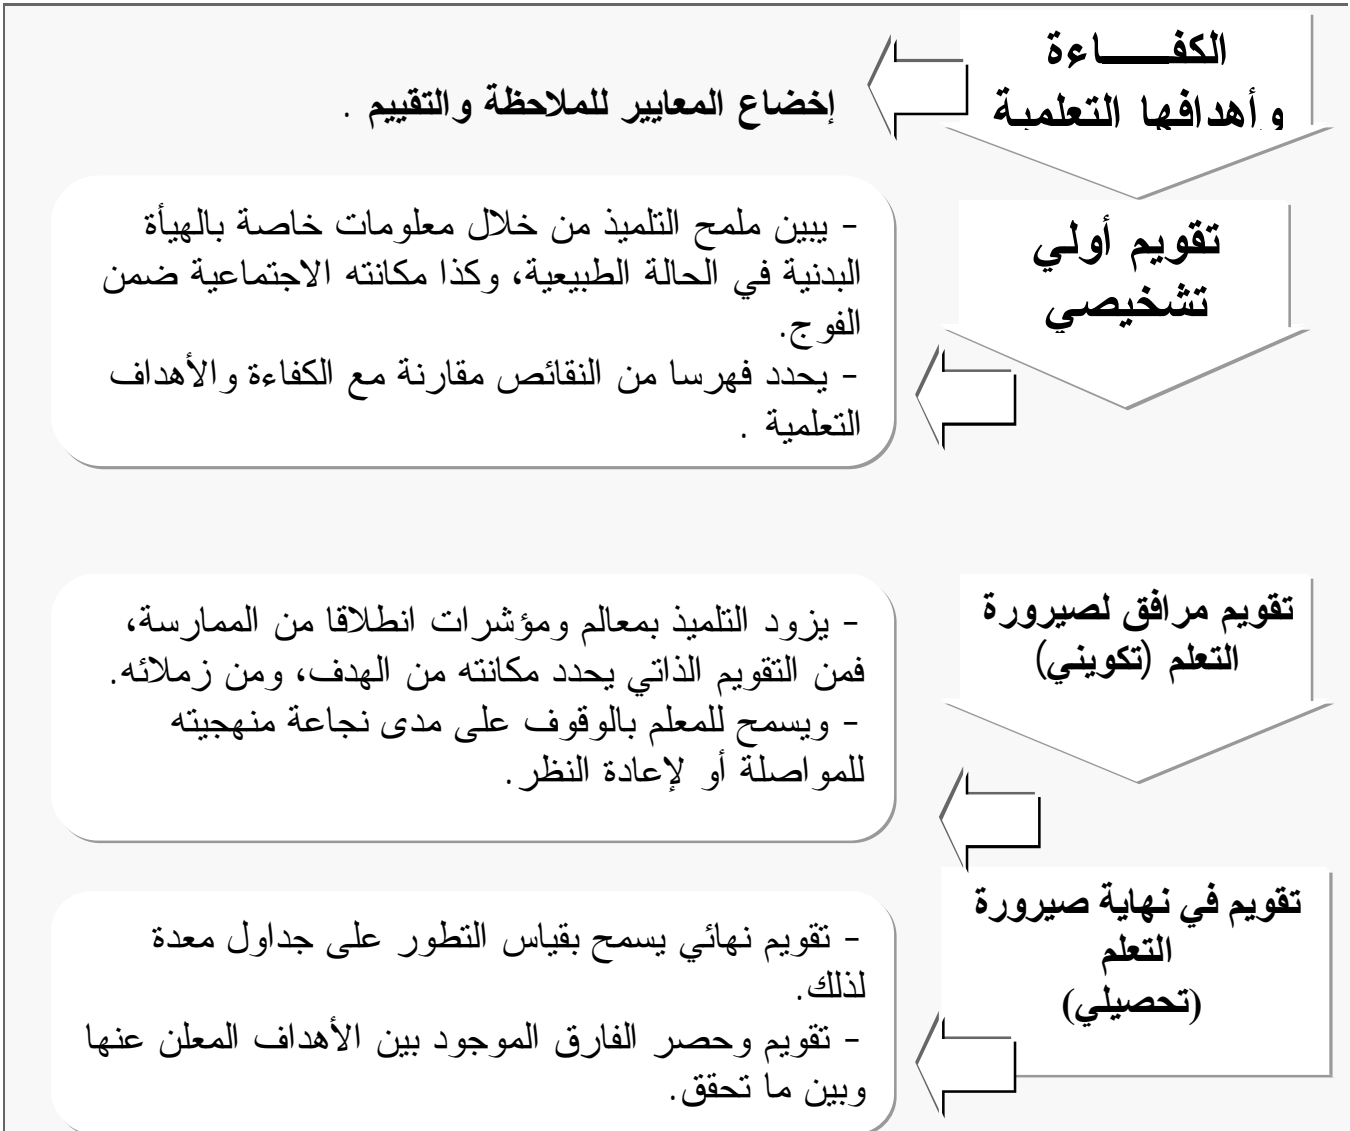 الكفــــــاءة
وأهدافها التعلمية
إخضاع المعايير للملاحظة والتقييم .
تقويم أولي
تشخيصي
- يبين ملمح التلميذ من خلال معلومات خاصة بالهيأة
البدنية في الحالة الطبيعية، وكذا مكانته الاجتماعية ضمن
الفوج.
- يحدد فهرسا من النقائص مقارنة مع الكفاءة والأهداف
التعلمية .
تقويم مرافق لصيرورة
التعلم (تكويني)
- يزود التلميذ بمعالم ومؤشرات انطلاقا من الممارسة،
فمن التقويم الذاتي يحدد مكانته من الهدف، ومن زملائه.
- ويسمح للمعلم بالوقوف على مدى نجاعة منهجيته
للمواصلة أو لإعادة النظر.
تقويم في نهاية صيرورة
التعلم
(تحصيلي)
- تقويم نهائي يسمح بقياس التطور على جداول معدة
لذلك.
- تقويم وحصر الفارق الموجود بين الأهداف المعلن عنها
وبين ما تحقق.